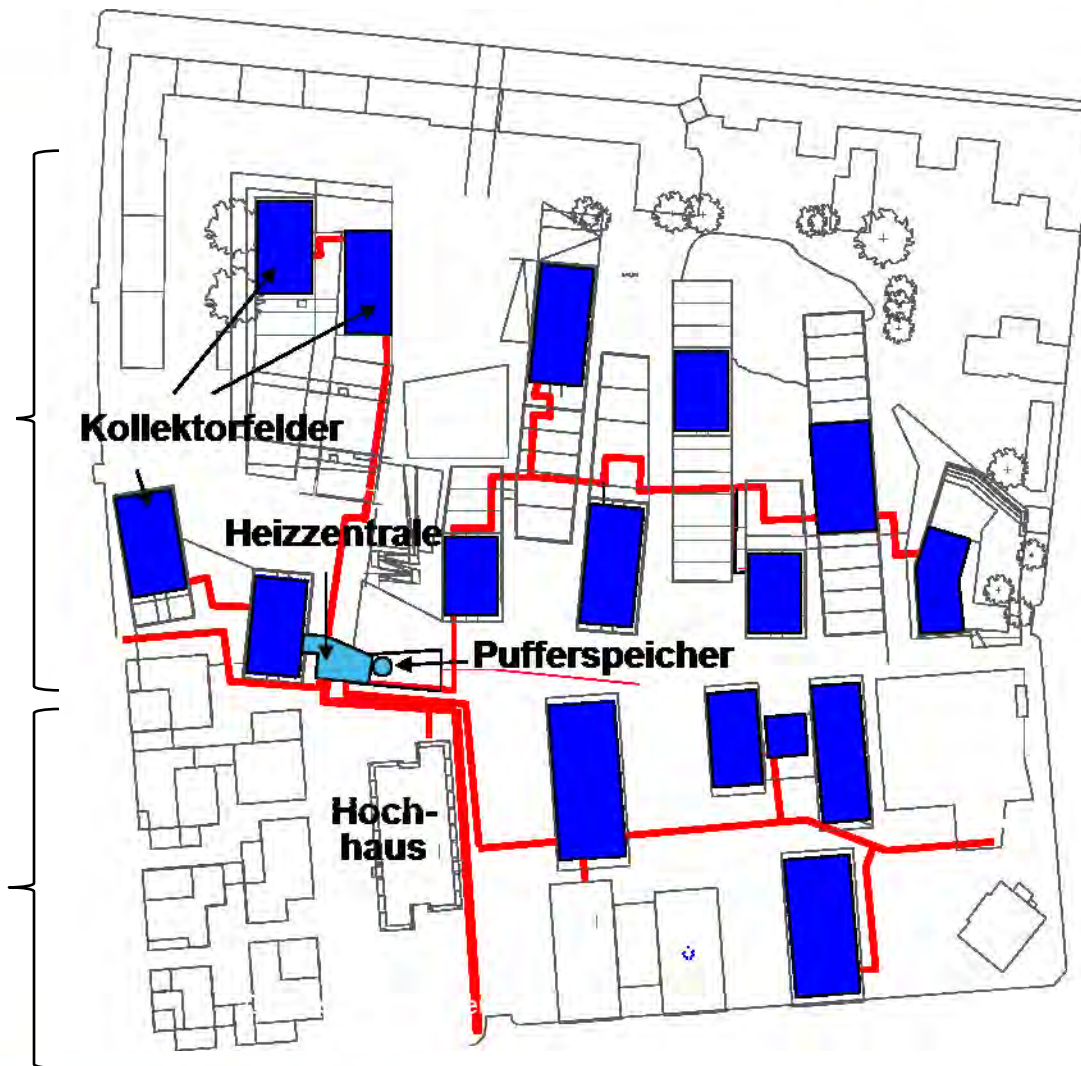 Kollektorfelder
Heizzentrale
Pufferspeicher
Hoch-
haus